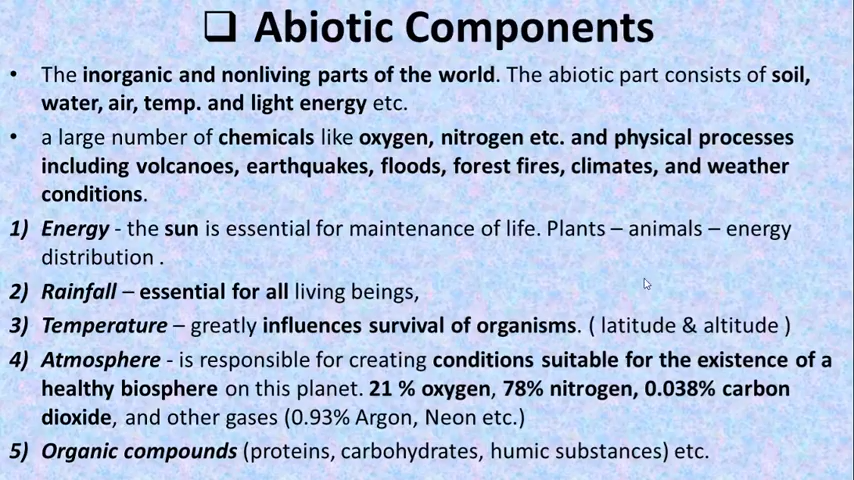 ❑ Abiotic Components
• The inorganic and nonliving parts of the world. The abiotic part consists of soil,
water, air, temp. and light energy etc.
• a large number of chemicals like oxygen, nitrogen etc. and physical processes
including volcanoes, earthquakes, floods, forest fires, climates, and weather
conditions.
1) Energy - the sun is essential for maintenance of life. Plants – animals – energy
distribution .
2) Rainfall – essential for all living beings,
3) Temperature – greatly influences survival of organisms. ( latitude & altitude )
4) Atmosphere - is responsible for creating conditions suitable for the existence of a
healthy biosphere on this planet. 21 % oxygen, 78% nitrogen, 0.038% carbon
dioxide, and other gases (0.93% Argon, Neon etc.)
5) Organic compounds (proteins, carbohydrates, humic substances) etc.